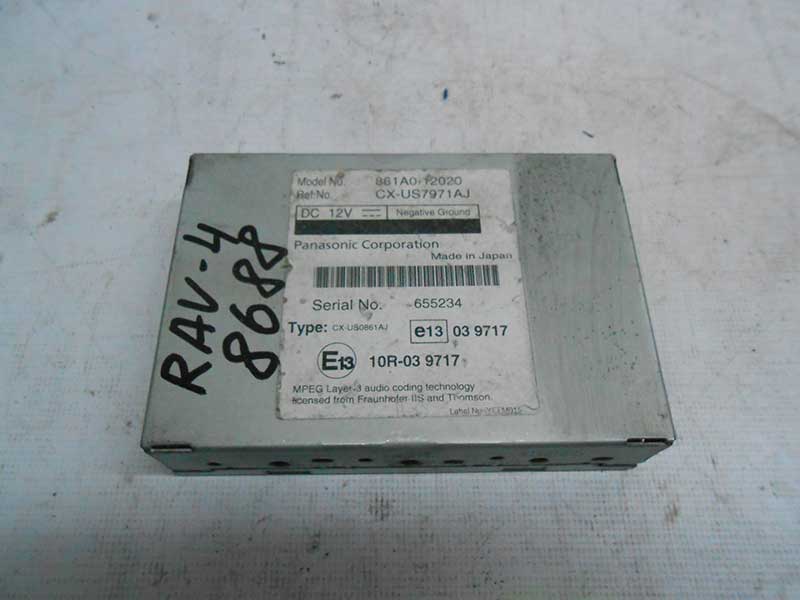 Model No. 861A0-12020
Ref.No. CX-US7971AJ
DC 12V Negative Ground
Panasonic Corporation
Made in Japan
Serial No. 655234
Type: CX-US0861AJ e13 03 9717
E13 10R-03 9717
MPEG Layer-3 audio coding technology
licensed from Fraunhofer IIS and Thomson.
Label No.
RAV-4
8688